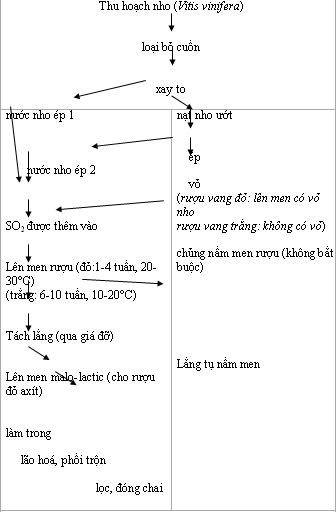 Thu hoạch nho (Vitis vinifera)
loại bỏ cuốn
xay to
nước nho ép 1
nạt nho ướt
nước nho ép 2
ép
vỏ
(rượu vang đỏ: lên men có vỏ
nho
rượu vang trắng: không có vỏ)
SO2 được thêm vào
chủng nấm men rượu (không bắt
buộc)
Lên men rượu (đỏ:1-4 tuần, 20-
30°C)
(trắng: 6-10 tuần, 10-20°C)
Tách lắng (qua giá đỡ)
Lắng tụ nấm men
Lên men malo-lactic (cho rượu
đỏ axít)
làm trong
lão hoá, phối trộn
lọc, đóng chai